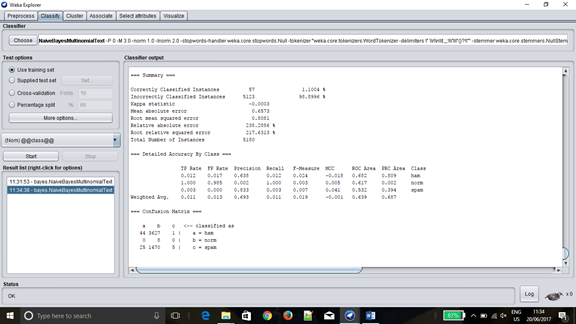 Weka Explorer
Preprocess Classify Cluster Associate Select attributes Visualize
Classifier
Choose NaiveBayesMultinomialText -P 0 -M 3.0 -norm 1.0 -lnorm 2.0 -stopwords-handler weka.core.stopwords.Null -tokenizer "weka.core.tokenizers.WordTokenizer -delimiters -stemmer weka.core.stemmers.NullStem
Test options
Use training set
Supplied test set Set...
Cross-validation Folds 10
Percentage split % 66
More options...
(Nom) @@class@@
Start Stop
Result list (right-click for options)
11:31:53 - bayes.NaiveBayesMultinomialText
11:34:38 - bayes.NaiveBayesMultinomialText
Classifier output
=== Summary ===
Correctly Classified Instances 57 1.1004 %
Incorrectly Classified Instances 5123 98.8996 %
Kappa statistic -0.0003
Mean absolute error 0.6573
Root mean squared error 0.8081
Relative absolute error 238.2886 %
Root relative squared error 217.6313 %
Total Number of Instances 5180
=== Detailed Accuracy By Class ===
TP Rate FP Rate Precision Recall F-Measure MCC ROC Area PRC Area Class
0.012 0.017 0.638 0.012 0.024 -0.018 0.682 0.809 ham
1.000 0.985 0.002 1.000 0.003 0.005 0.617 0.002 norm
0.003 0.000 0.833 0.003 0.007 0.041 0.532 0.394 spam
Weighted Avg. 0.011 0.013 0.693 0.011 0.019 -0.001 0.639 0.687
=== Confusion Matrix ===
a b c <-- classified as
44 3627 1 | a = ham
0 8 0 | b = norm
25 1470 5 | c = spam
Status
OK
Log x 0
Type here to search
87%
ENG
US
11:34
20/06/2017